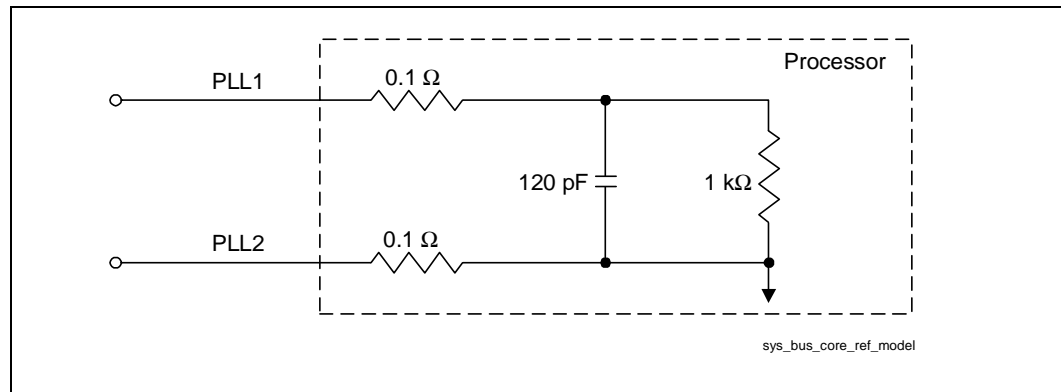 Processor
PLL1
0.1 Ω
120 pF
1 kΩ
PLL2
0.1 Ω
sys_bus_core_ref_model